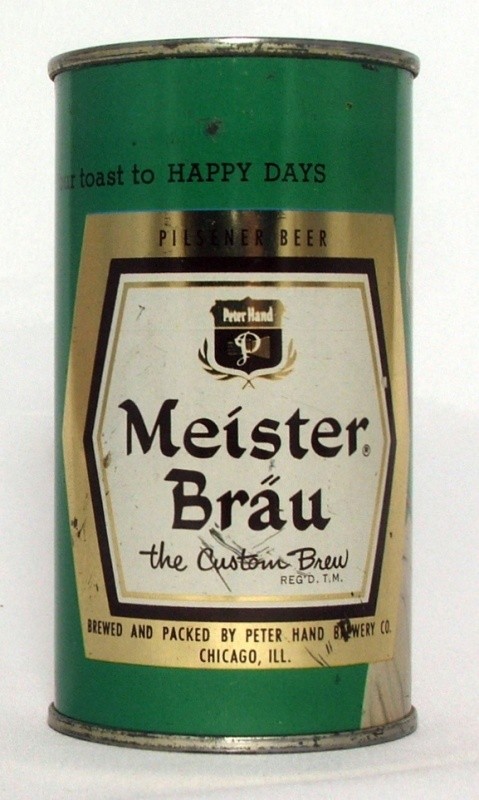 toast to HAPPY DAYS
PILSENER BEER
Peter Hand
P
Meister
Bräu
the Custom Brew
REG'D. T.M.
BREWED AND PACKED BY PETER HAND BREWERY CO.
CHICAGO, ILL.